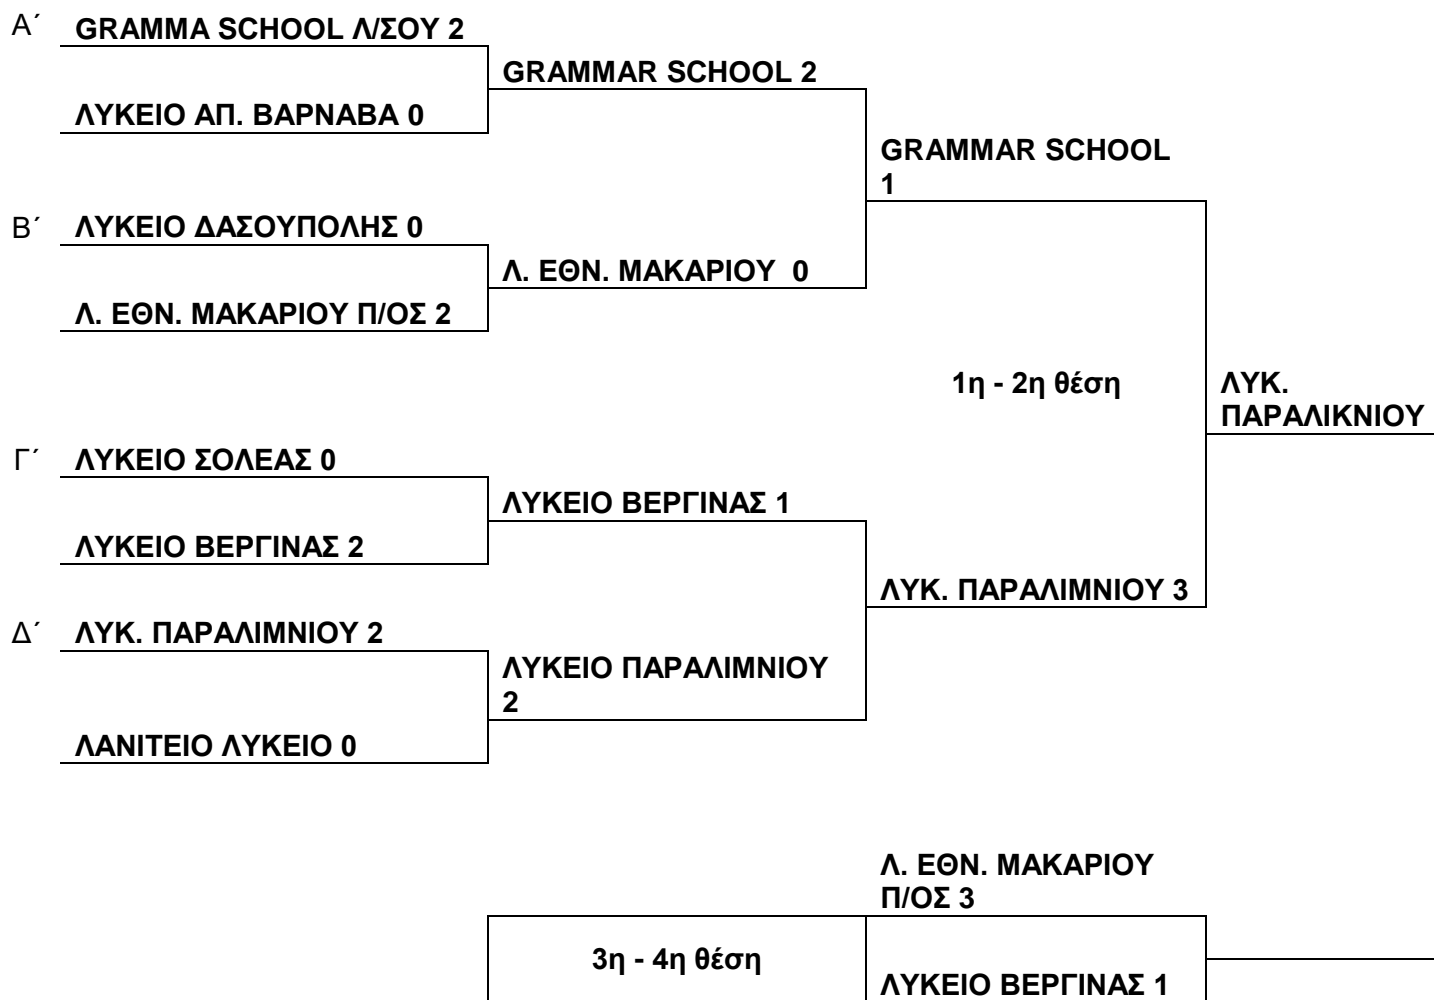 Α΄ GRAMMA SCHOOL Λ/ΣΟΥ 2
GRAMMAR SCHOOL 2
ΛΥΚΕΙΟ ΑΠ. ΒΑΡΝΑΒΑ 0
GRAMMAR SCHOOL
1
Β΄ ΛΥΚΕΙΟ ΔΑΣΟΥΠΟΛΗΣ 0
Λ. ΕΘΝ. ΜΑΚΑΡΙΟΥ 0
Λ. ΕΘΝ. ΜΑΚΑΡΙΟΥ Π/ΟΣ 2
1η - 2η θέση
ΛΥΚ.
ΠΑΡΑΛΙΚΝΙΟΥ
Γ΄ ΛΥΚΕΙΟ ΣΟΛΕΑΣ 0
ΛΥΚΕΙΟ ΒΕΡΓΙΝΑΣ 1
ΛΥΚΕΙΟ ΒΕΡΓΙΝΑΣ 2
ΛΥΚ. ΠΑΡΑΛΙΜΝΙΟΥ 3
Δ΄ ΛΥΚ. ΠΑΡΑΛΙΜΝΙΟΥ 2
ΛΥΚΕΙΟ ΠΑΡΑΛΙΜΝΙΟΥ
2
ΛΑΝΙΤΕΙΟ ΛΥΚΕΙΟ 0
Λ. ΕΘΝ. ΜΑΚΑΡΙΟΥ
Π/ΟΣ 3
3η - 4η θέση
ΛΥΚΕΙΟ ΒΕΡΓΙΝΑΣ 1